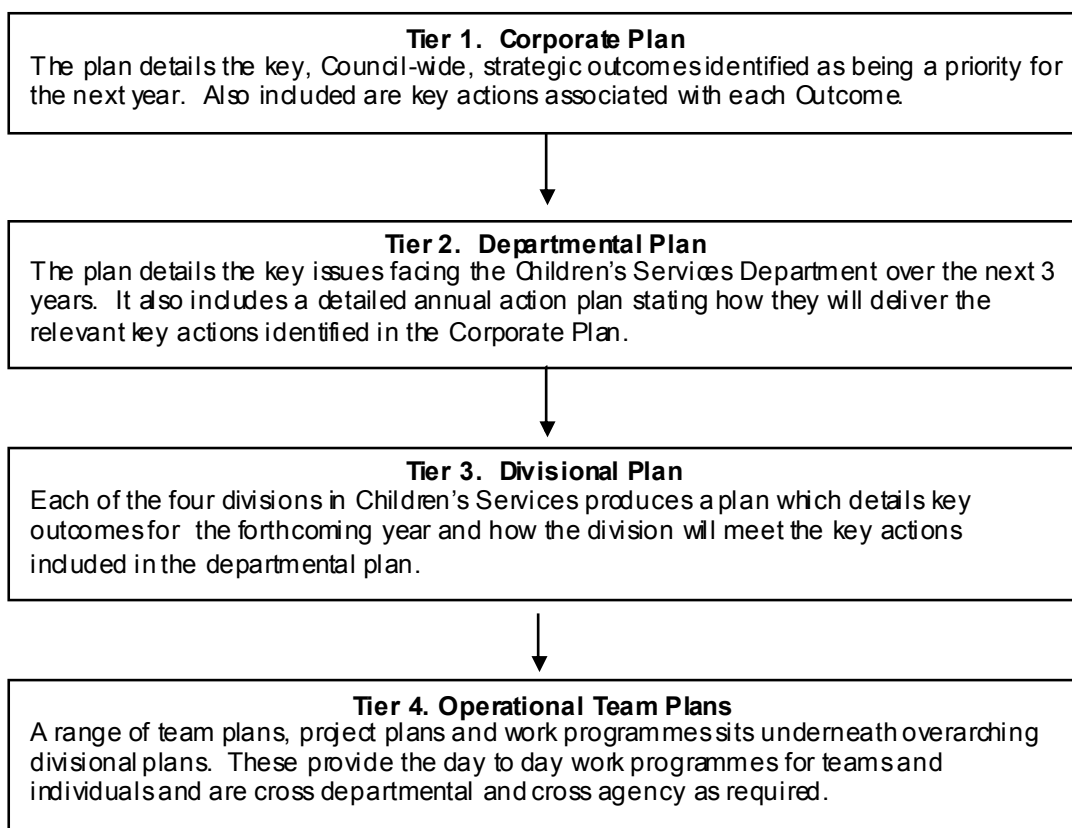 Tier 1. Corporate Plan
The plan details the key, Council-wide, strategic outcomes identified as being a priority for
the next year. Also included are key actions associated with each Outcome.
Tier 2. Departmental Plan
The plan details the key issues facing the Children's Services Department over the next 3
years. It also includes a detailed annual action plan stating how they will deliver the
relevant key actions identified in the Corporate Plan.
Tier 3. Divisional Plan
Each of the four divisions in Children's Services produces a plan which details key
outcomes for the forthcoming year and how the division will meet the key actions
included in the departmental plan.
Tier 4. Operational Team Plans
A range of team plans, project plans and work programmes sits underneath overarching
divisional plans. These provide the day to day work programmes for teams and
individuals and are cross departmental and cross agency as required.